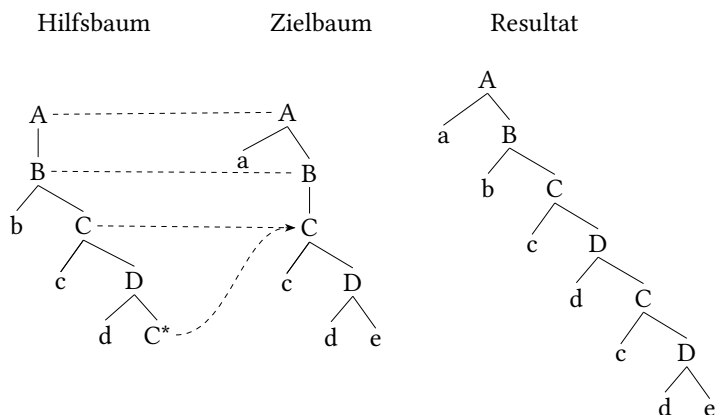 Hilfsbaum Zielbaum Resultat
A
A A
a
a B
B B b
C
b C C c
D
c D c D d
C
d C* d e c
D
d e